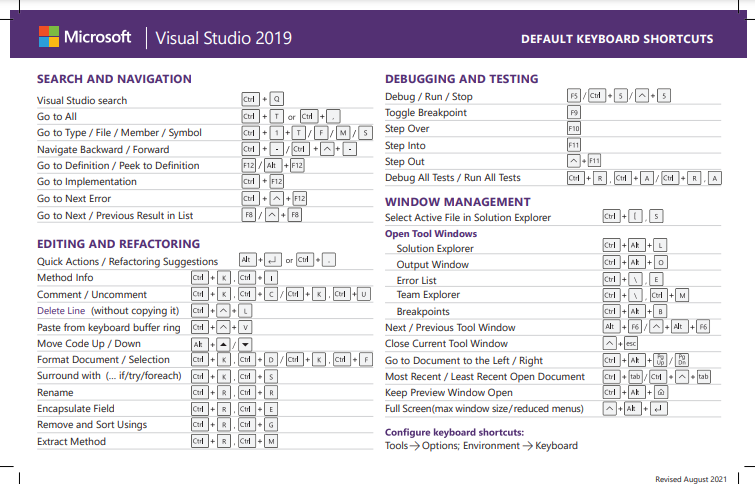 Microsoft | Visual Studio 2019
DEFAULT KEYBOARD SHORTCUTS
SEARCH AND NAVIGATION
Visual Studio search Ctrl + Q
Go to All Ctrl + T or Ctrl + ,
Go to Type / File / Member / Symbol Ctrl + 1 + T / F / M / S
Navigate Backward / Forward Ctrl + - / Ctrl + ^ + -
Go to Definition / Peek to Definition F12 / Alt + F12
Go to Implementation Ctrl + F12
Go to Next Error Ctrl + ^ + F12
Go to Next / Previous Result in List F8 / ^ + F8
EDITING AND REFACTORING
Quick Actions / Refactoring Suggestions Alt + ↵ or Ctrl + .
Method Info Ctrl + K , Ctrl + I
Comment / Uncomment Ctrl + K , Ctrl + C / Ctrl + K , Ctrl + U
Delete Line (without copying it) Ctrl + ^ + L
Paste from keyboard buffer ring Ctrl + ^ + V
Move Code Up / Down Alt + ▲ / ▼
Format Document / Selection Ctrl + K , Ctrl + D / Ctrl + K , Ctrl + F
Surround with (... if/try/foreach) Ctrl + K , Ctrl + S
Rename Ctrl + R , Ctrl + R
Encapsulate Field Ctrl + R , Ctrl + E
Remove and Sort Usings Ctrl + R , Ctrl + G
Extract Method Ctrl + R , Ctrl + M
DEBUGGING AND TESTING
Debug / Run / Stop F5 / Ctrl + 5 / ^ + 5
Toggle Breakpoint F9
Step Over F10
Step Into F11
Step Out ^ + F11
Debug All Tests / Run All Tests Ctrl + R , Ctrl + A / Ctrl + R , A
WINDOW MANAGEMENT
Select Active File in Solution Explorer Ctrl + [ , S
Open Tool Windows
Solution Explorer Ctrl + Alt + L
Output Window Ctrl + Alt + O
Error List Ctrl + \ , E
Team Explorer Ctrl + \ , Ctrl + M
Breakpoints Ctrl + Alt + B
Next / Previous Tool Window Alt + F6 / ^ + Alt + F6
Close Current Tool Window ^ + esc
Go to Document to the Left / Right Ctrl + Alt + Pg Up / Pg Dn
Most Recent / Least Recent Open Document Ctrl + tab / Ctrl + ^ + tab
Keep Preview Window Open Ctrl + Alt + ⌂
Full Screen(max window size/reduced menus) ^ + Alt + ↵
Configure keyboard shortcuts:
Tools → Options; Environment → Keyboard
Revised August 2021